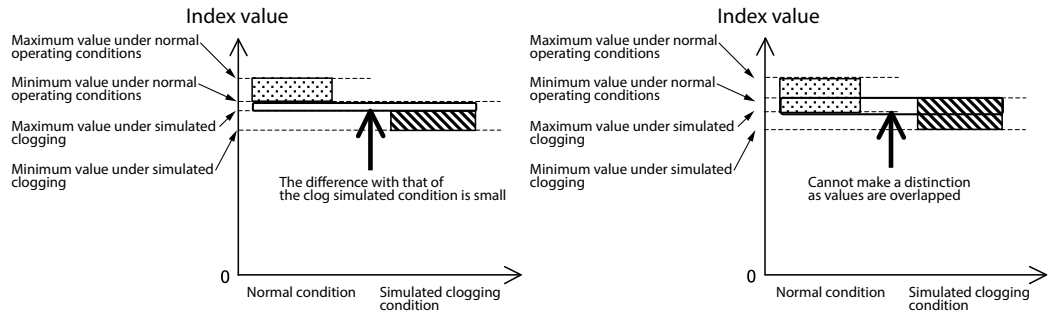 Index value
Maximum value under normal
operating conditions
Minimum value under normal
operating conditions
Maximum value under simulated
clogging
Minimum value under simulated
clogging
The difference with that of
the clog simulated condition is small
0
Normal condition
Simulated clogging
condition
Index value
Maximum value under normal
operating conditions
Minimum value under normal
operating conditions
Maximum value under simulated
clogging
Minimum value under simulated
clogging
Cannot make a distinction
as values are overlapped
0
Normal condition
Simulated clogging
condition